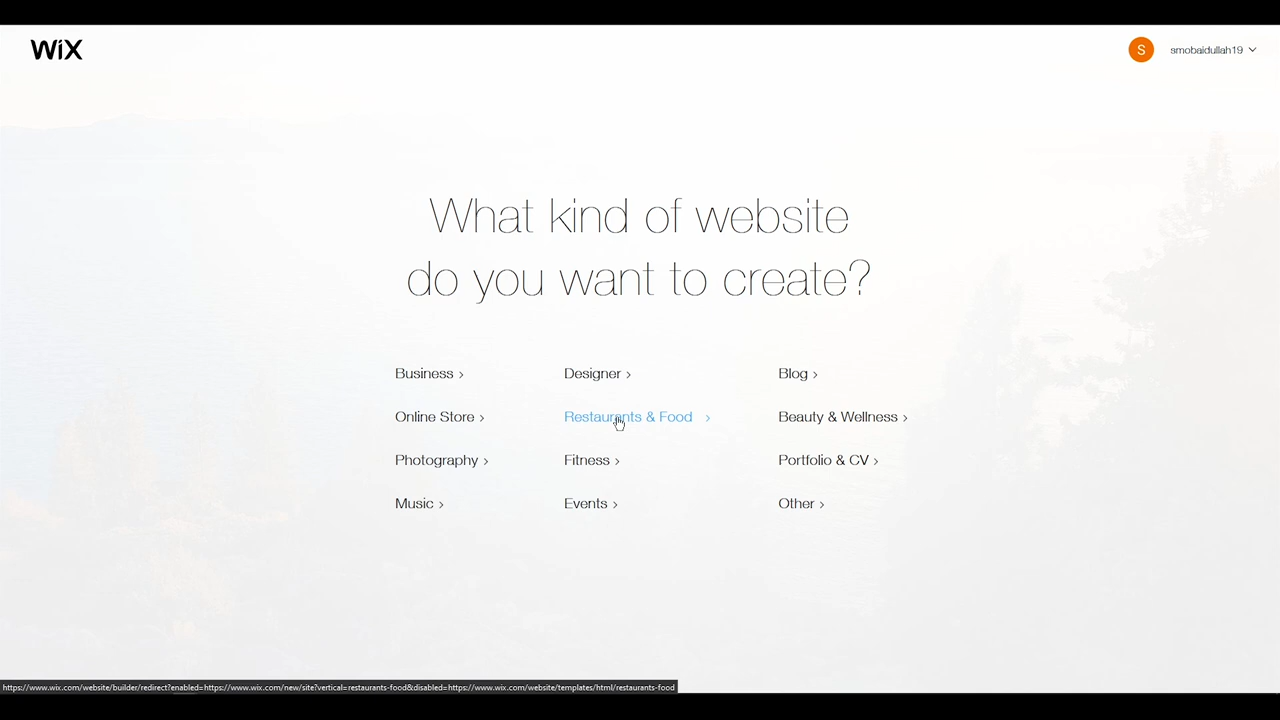 WiX
S
smobaidullah19
What kind of website
do you want to create?
Business
Designer
Blog
Online Store
Restaurants & Food
Beauty & Wellness
Photography
Fitness
Portfolio & CV
Music
Events
Other
https://www.wix.com/website/builder/redirect?enabled=https://www.wix.com/new/site?vertical=restaurants-food&disabled=https://www.wix.com/website/templates/html/restaurants-food